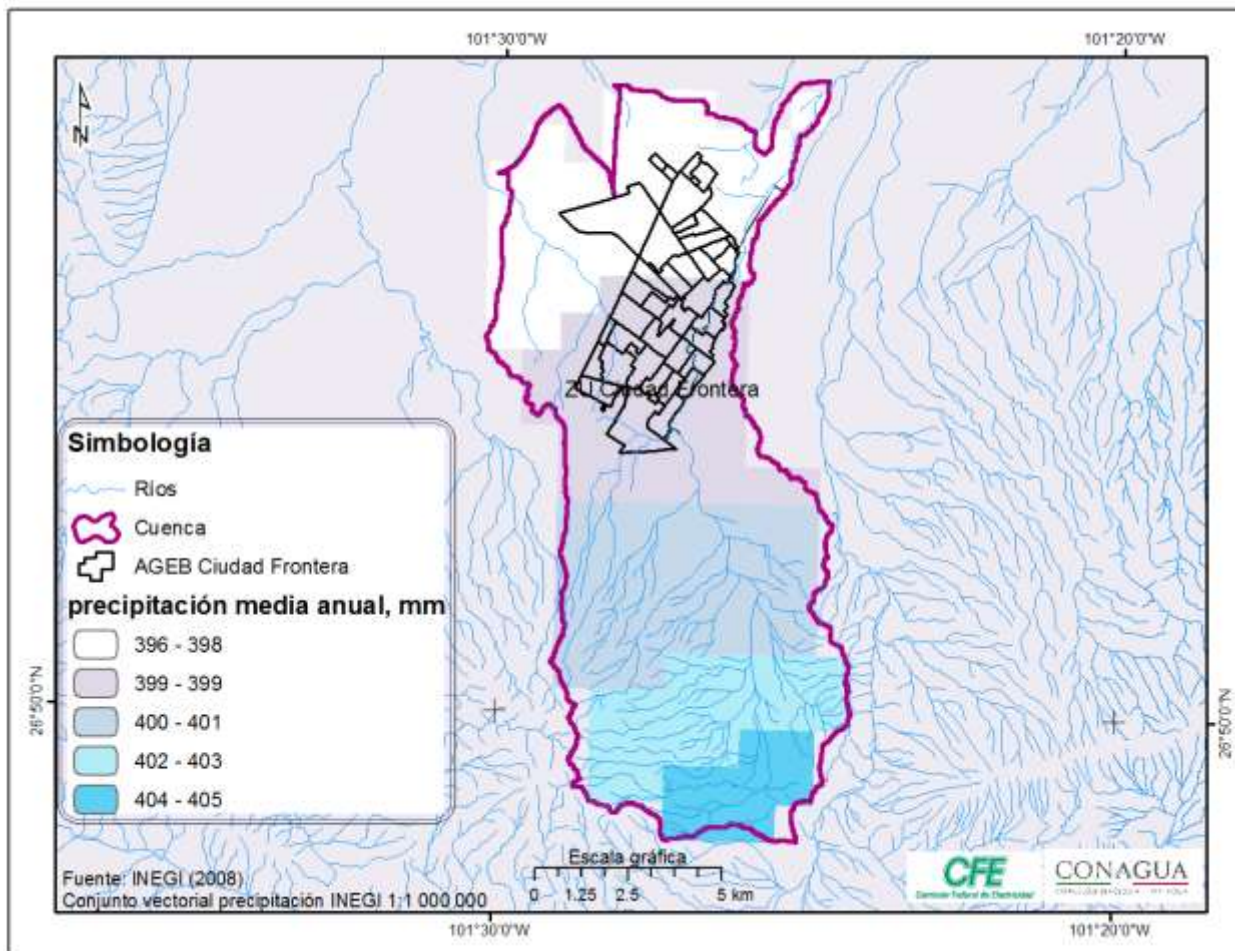 101°30'0"W
101°20'0"W
N
ZU Ciudad Frontera
Simbología
Ríos
Cuenca
AGEB Ciudad Frontera
precipitación media anual, mm
396 - 398
399 - 399
400 - 401
402 - 403
404 - 405
26°50'0"N
26°50'0"N
Escala gráfica
0 1.25 2.5 5 km
Fuente: INEGI (2008)
Conjunto vectorial precipitación INEGI 1:1 000,000
CFE
Comisión Federal de Electricidad
CONAGUA
101°30'0"W
101°20'0"W